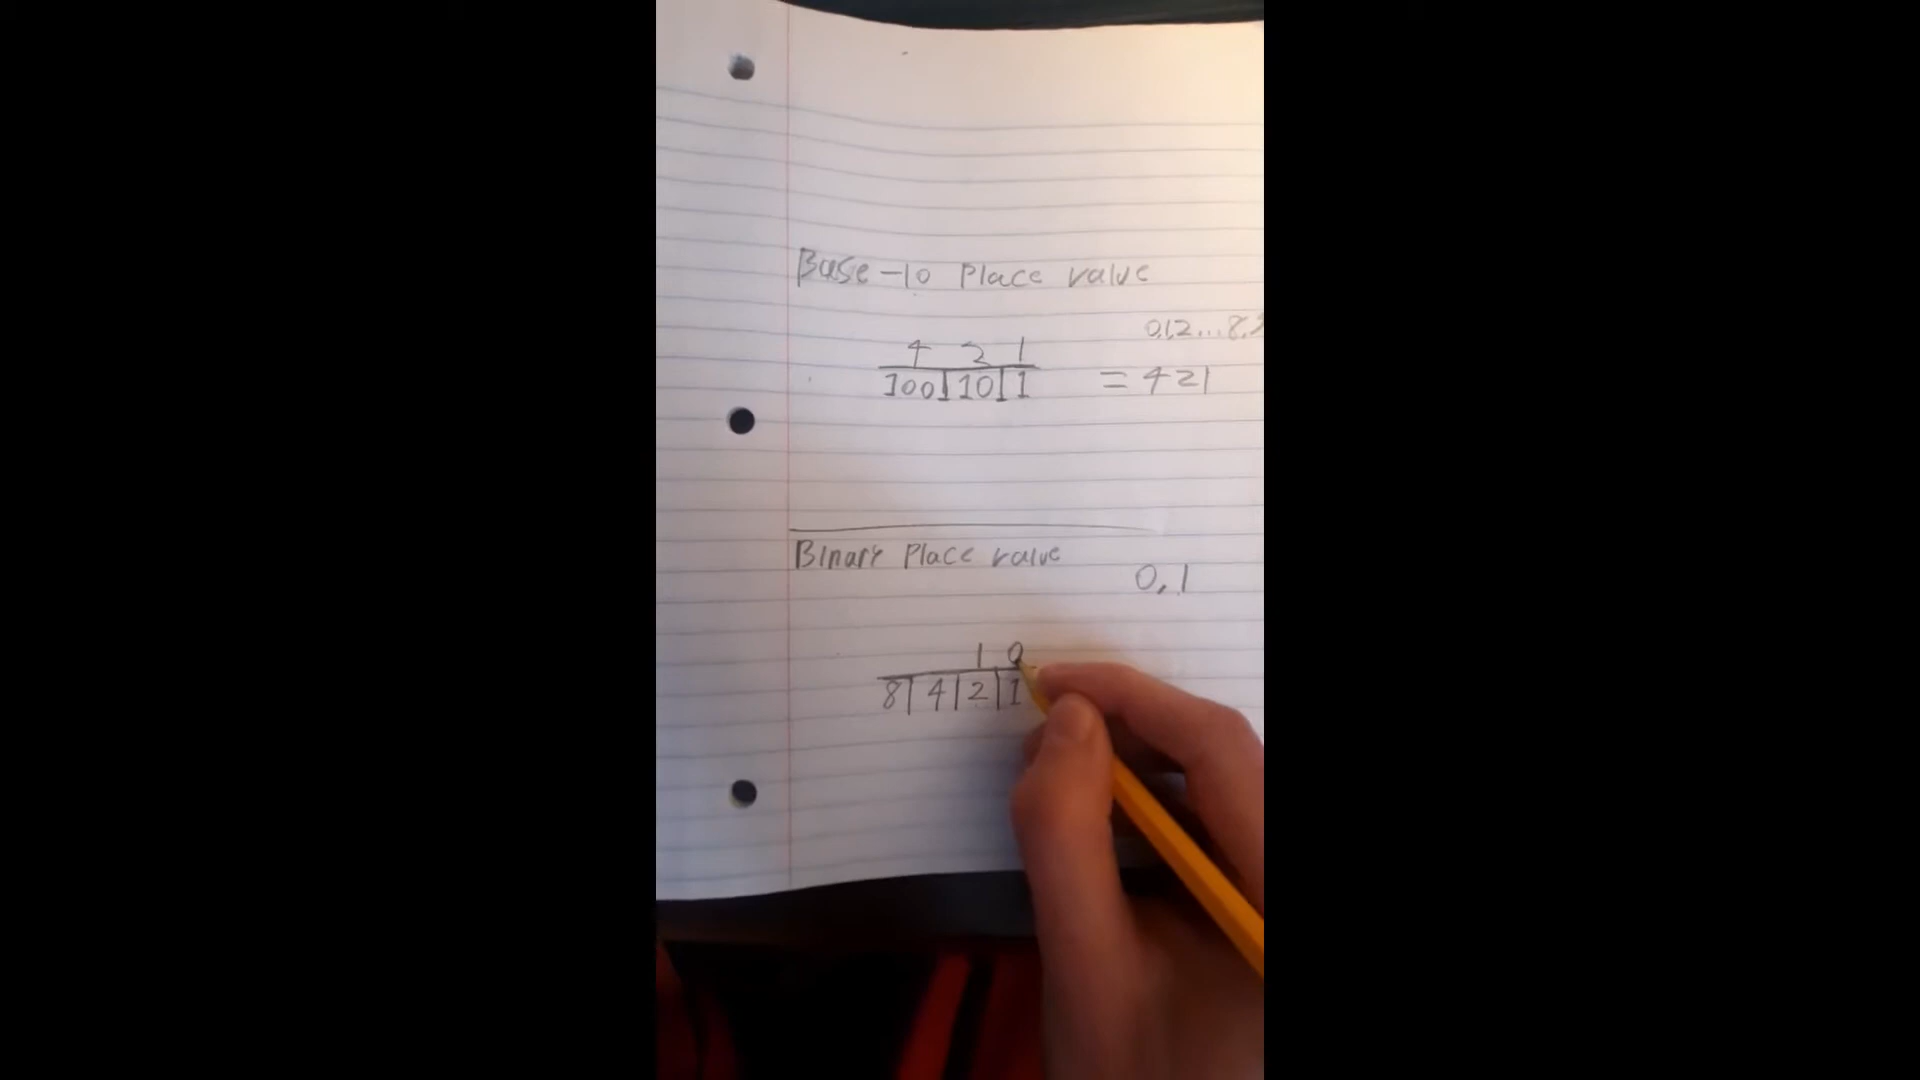 Base-10 Place value
0,1,2...8,9
4 2 1
100|10|1 = 421
Binary Place value
0,1
1 0
8|4|2|1